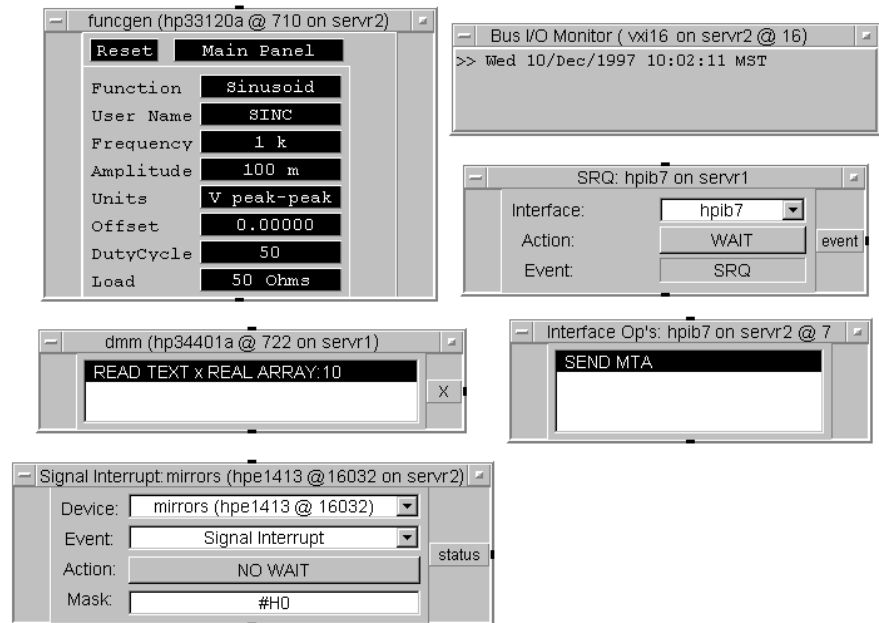 funcgen (hp33120a @ 710 on servr2)
Reset Main Panel
Function Sinusoid
User Name SINC
Frequency 1 k
Amplitude 100 m
Units V peak-peak
Offset 0.00000
DutyCycle 50
Load 50 Ohms
Bus I/O Monitor ( vxi16 on servr2 @ 16)
>> Wed 10/Dec/1997 10:02:11 MST
SRQ: hpib7 on servr1
Interface: hpib7
Action: WAIT event
Event: SRQ
dmm (hp34401a @ 722 on servr1)
READ TEXT x REAL ARRAY:10
X
Interface Op's: hpib7 on servr2 @ 7
SEND MTA
Signal Interrupt: mirrors (hpe1413 @16032 on servr2)
Device: mirrors (hpe1413 @ 16032)
Event: Signal Interrupt
status
Action: NO WAIT
Mask: #H0